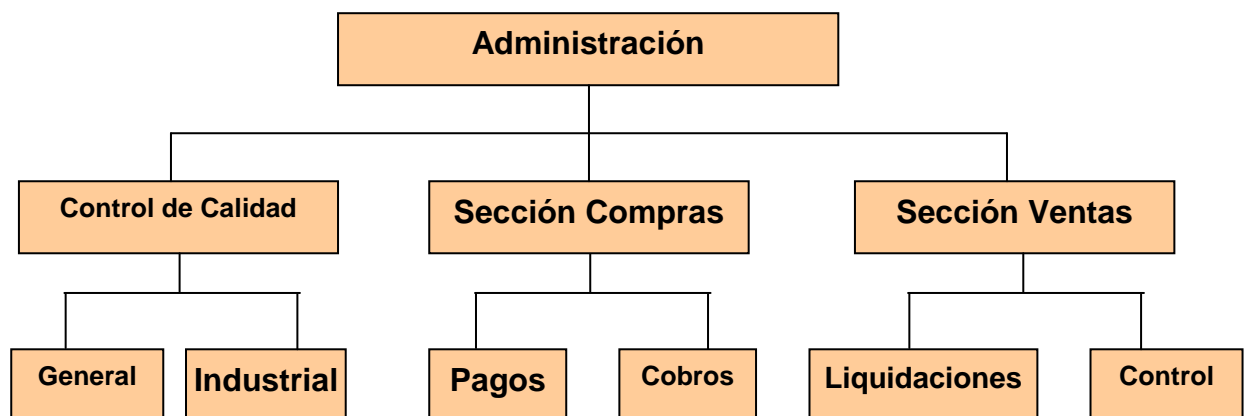 Administración
Control de Calidad
Sección Compras
Sección Ventas
General
Industrial
Pagos
Cobros
Liquidaciones
Control